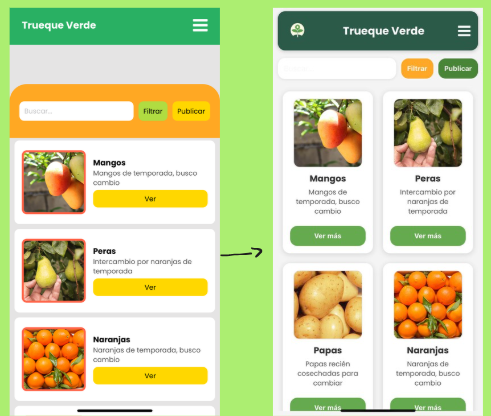 Trueque Verde
Buscar...
Filtrar
Publicar
Mangos
Mangos de temporada, busco
cambio
Ver
Peras
Intercambio por naranjas de
temporada
Ver
Naranjas
Naranjas de temporada, busco
cambio
Ver
Trueque Verde
Filtrar
Publicar
Mangos
Mangos de
temporada, busco
cambio
Ver más
Peras
Intercambio por
naranjas de
temporada
Ver más
Papas
Papas recién
cosechadas para
cambiar
Ver más
Naranjas
Naranjas de
temporada, busco
cambio
Ver más